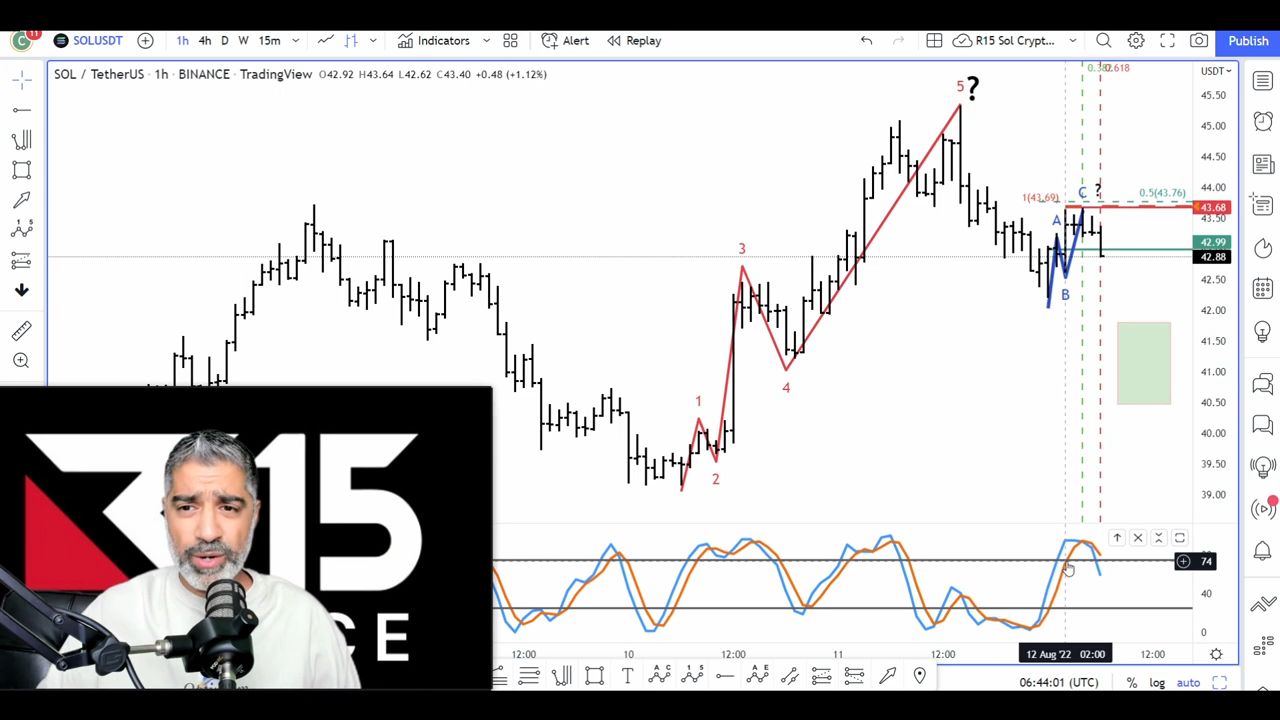 C 11 SOLUSDT 1h 4h D W 15m Indicators Alert Replay R15 Sol Crypt... Publish
SOL / TetherUS · 1h · BINANCE · TradingView O42.92 H43.64 L42.62 C43.40 +0.48 (+1.12%)
USDT
0.618
45.50
45.00
44.50
44.00
43.68
43.50
42.99
42.88
42.50
42.00
41.50
41.00
40.50
40.00
39.50
39.00
1
2
3
4
5 ?
1(43.69)
0.5(43.76)
A
B
C ?
R15
CE
74
40
0
12:00 10 12:00 11 12:00 12 Aug '22 02:00 12:00
06:44:01 (UTC) % log auto